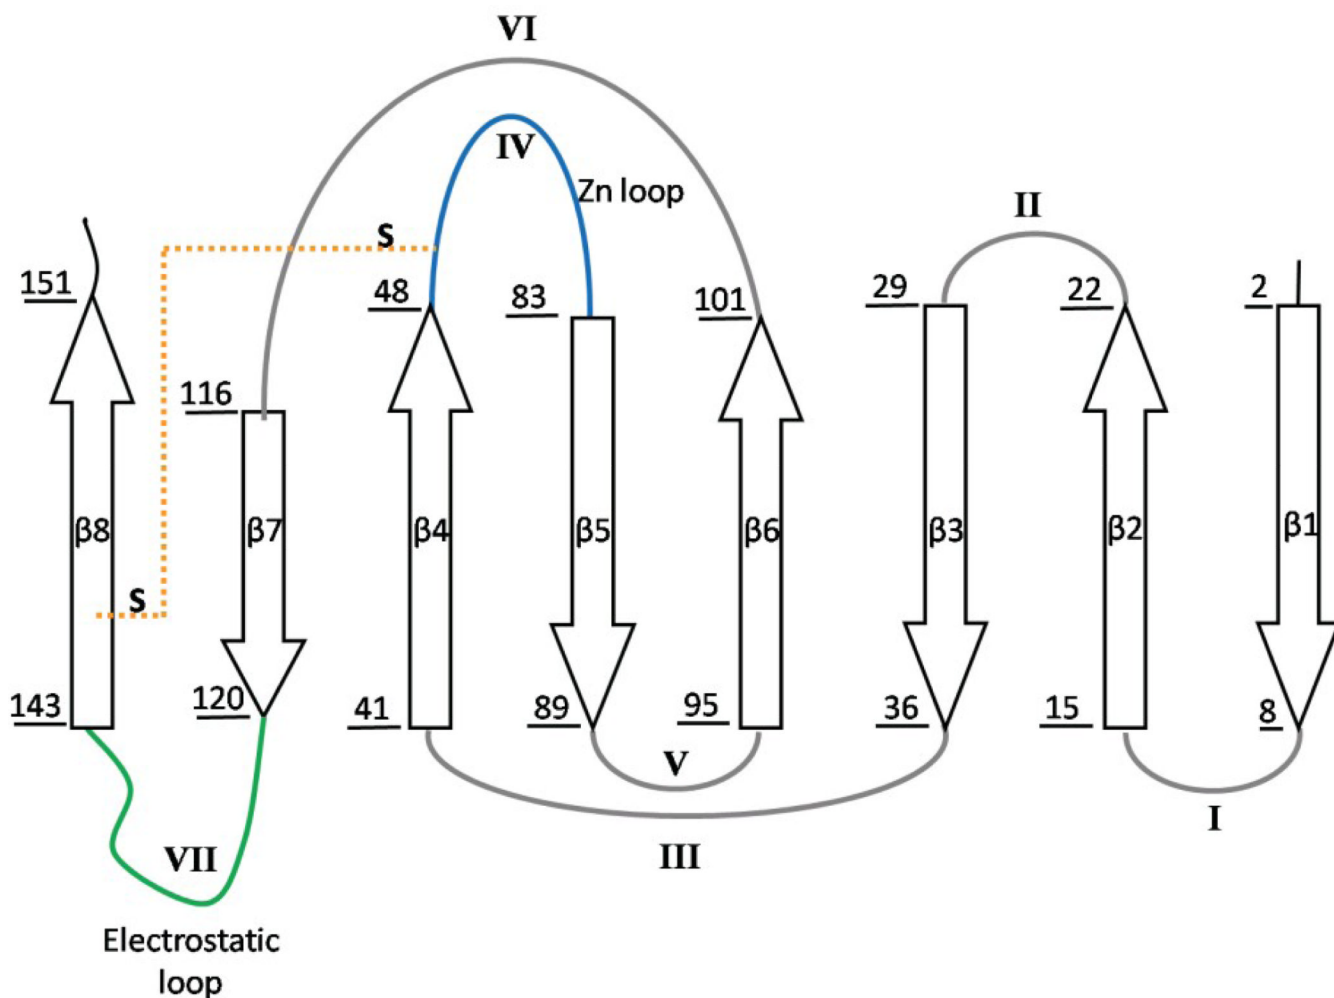 VI
IV
Zn loop
II
S
151
48
83
101
29
22
2
116
β8
β7
β4
β5
β6
β3
β2
β1
S
143
120
41
89
95
36
15
8
V
I
VII
III
Electrostatic
loop